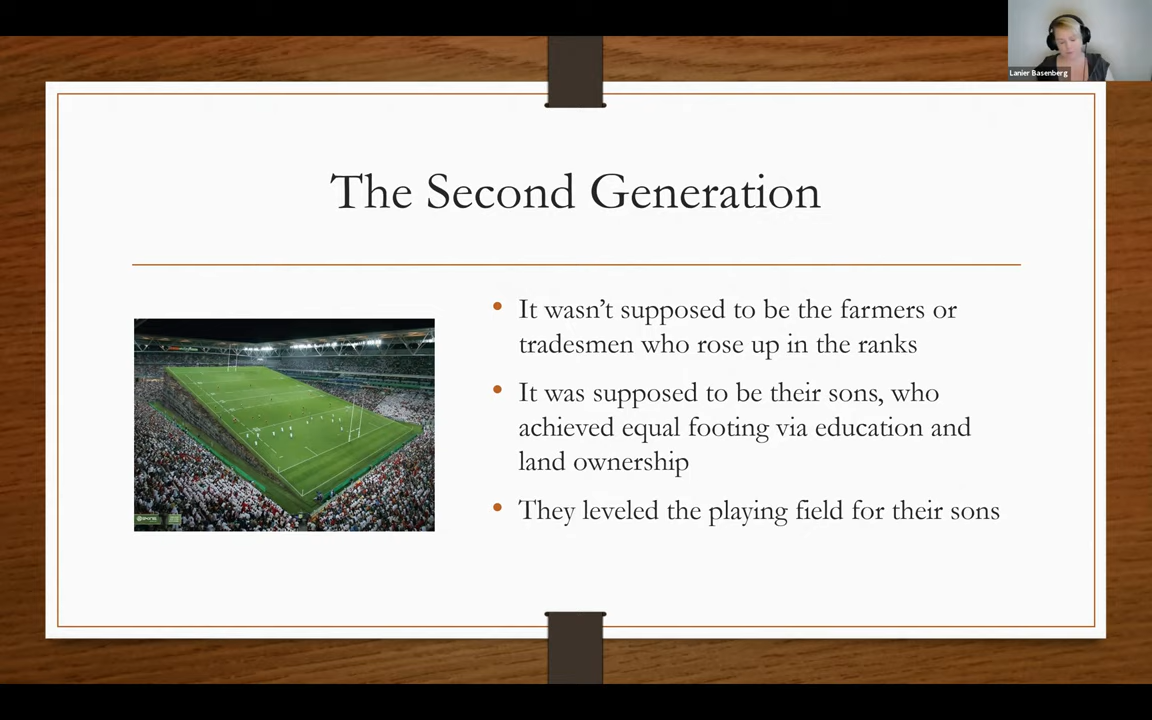 Lanier Basenberg
The Second Generation
• It wasn’t supposed to be the farmers or
tradesmen who rose up in the ranks
• It was supposed to be their sons, who
achieved equal footing via education and
land ownership
• They leveled the playing field for their sons